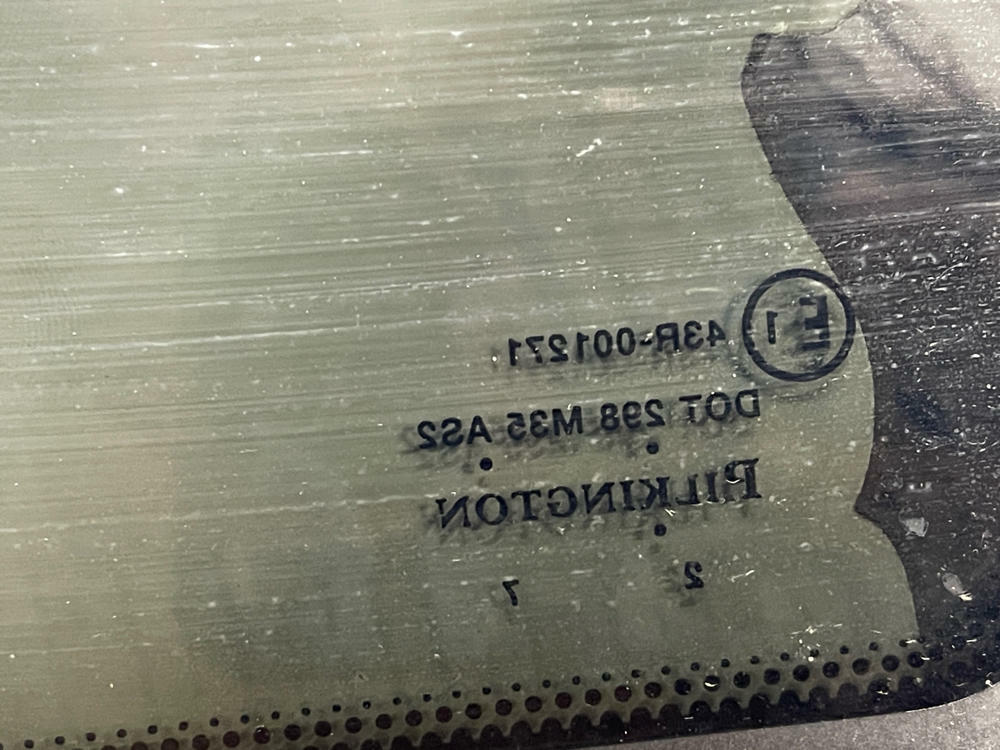 E1 43R-001271
DOT 298 M35 AS2
PILKINGTON
2 7